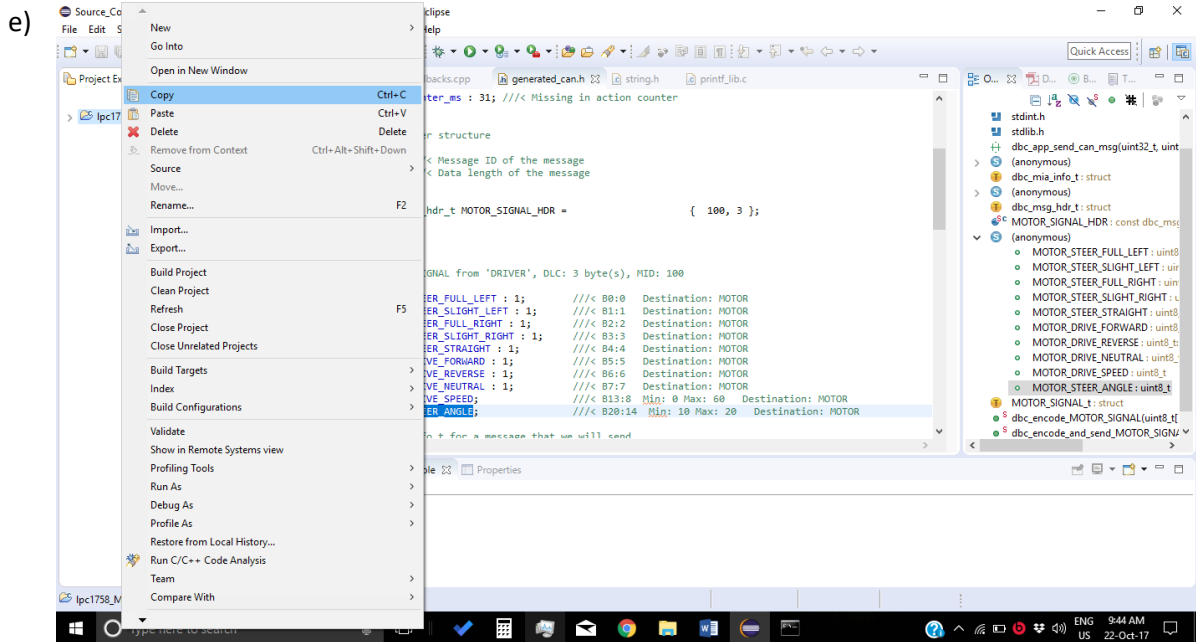 e)
Source_Co
clipse
File Edit S
Help
Quick Access
Project Ex
lbacks.cpp
generated_can.h
string.h
printf_lib.c
O...
D...
B...
T...
lpc17
New
Go Into
Open in New Window
Copy Ctrl+C
Paste Ctrl+V
Delete Delete
Remove from Context Ctrl+Alt+Shift+Down
Source
Move...
Rename... F2
Import...
Export...
Build Project
Clean Project
Refresh F5
Close Project
Close Unrelated Projects
Build Targets
Index
Build Configurations
Validate
Show in Remote Systems view
Profiling Tools
Run As
Debug As
Profile As
Restore from Local History...
Run C/C++ Code Analysis
Team
Compare With
nter_ms : 31; ///< Missing in action counter
er structure
/< Message ID of the message
/< Data length of the message
_hdr_t MOTOR_SIGNAL_HDR = { 100, 3 };
IGNAL from 'DRIVER', DLC: 3 byte(s), MID: 100
EER_FULL_LEFT : 1; ///< B0:0 Destination: MOTOR
EER_SLIGHT_LEFT : 1; ///< B1:1 Destination: MOTOR
EER_FULL_RIGHT : 1; ///< B2:2 Destination: MOTOR
EER_SLIGHT_RIGHT : 1; ///< B3:3 Destination: MOTOR
EER_STRAIGHT : 1; ///< B4:4 Destination: MOTOR
IVE_FORWARD : 1; ///< B5:5 Destination: MOTOR
IVE_REVERSE : 1; ///< B6:6 Destination: MOTOR
IVE_NEUTRAL : 1; ///< B7:7 Destination: MOTOR
IVE_SPEED; ///< B13:8 Min: 0 Max: 60 Destination: MOTOR
EER_ANGLE; ///< B20:14 Min: 10 Max: 20 Destination: MOTOR
fo_t for a message that we will send
stdint.h
stdlib.h
dbc_app_send_can_msg(uint32_t, uint
(anonymous)
dbc_mia_info_t : struct
(anonymous)
dbc_msg_hdr_t : struct
MOTOR_SIGNAL_HDR : const dbc_msg
(anonymous)
MOTOR_STEER_FULL_LEFT : uint8
MOTOR_STEER_SLIGHT_LEFT : uin
MOTOR_STEER_FULL_RIGHT : uin
MOTOR_STEER_SLIGHT_RIGHT : u
MOTOR_STEER_STRAIGHT : uint8
MOTOR_DRIVE_FORWARD : uint8
MOTOR_DRIVE_REVERSE : uint8_t
MOTOR_DRIVE_NEUTRAL : uint8_
MOTOR_DRIVE_SPEED : uint8_t
MOTOR_STEER_ANGLE : uint8_t
MOTOR_SIGNAL_t : struct
dbc_encode_MOTOR_SIGNAL(uint8_t[
dbc_encode_and_send_MOTOR_SIGNA
ole
Properties
lpc1758_M
Type here to search
ENG
US
9:44 AM
22-Oct-17